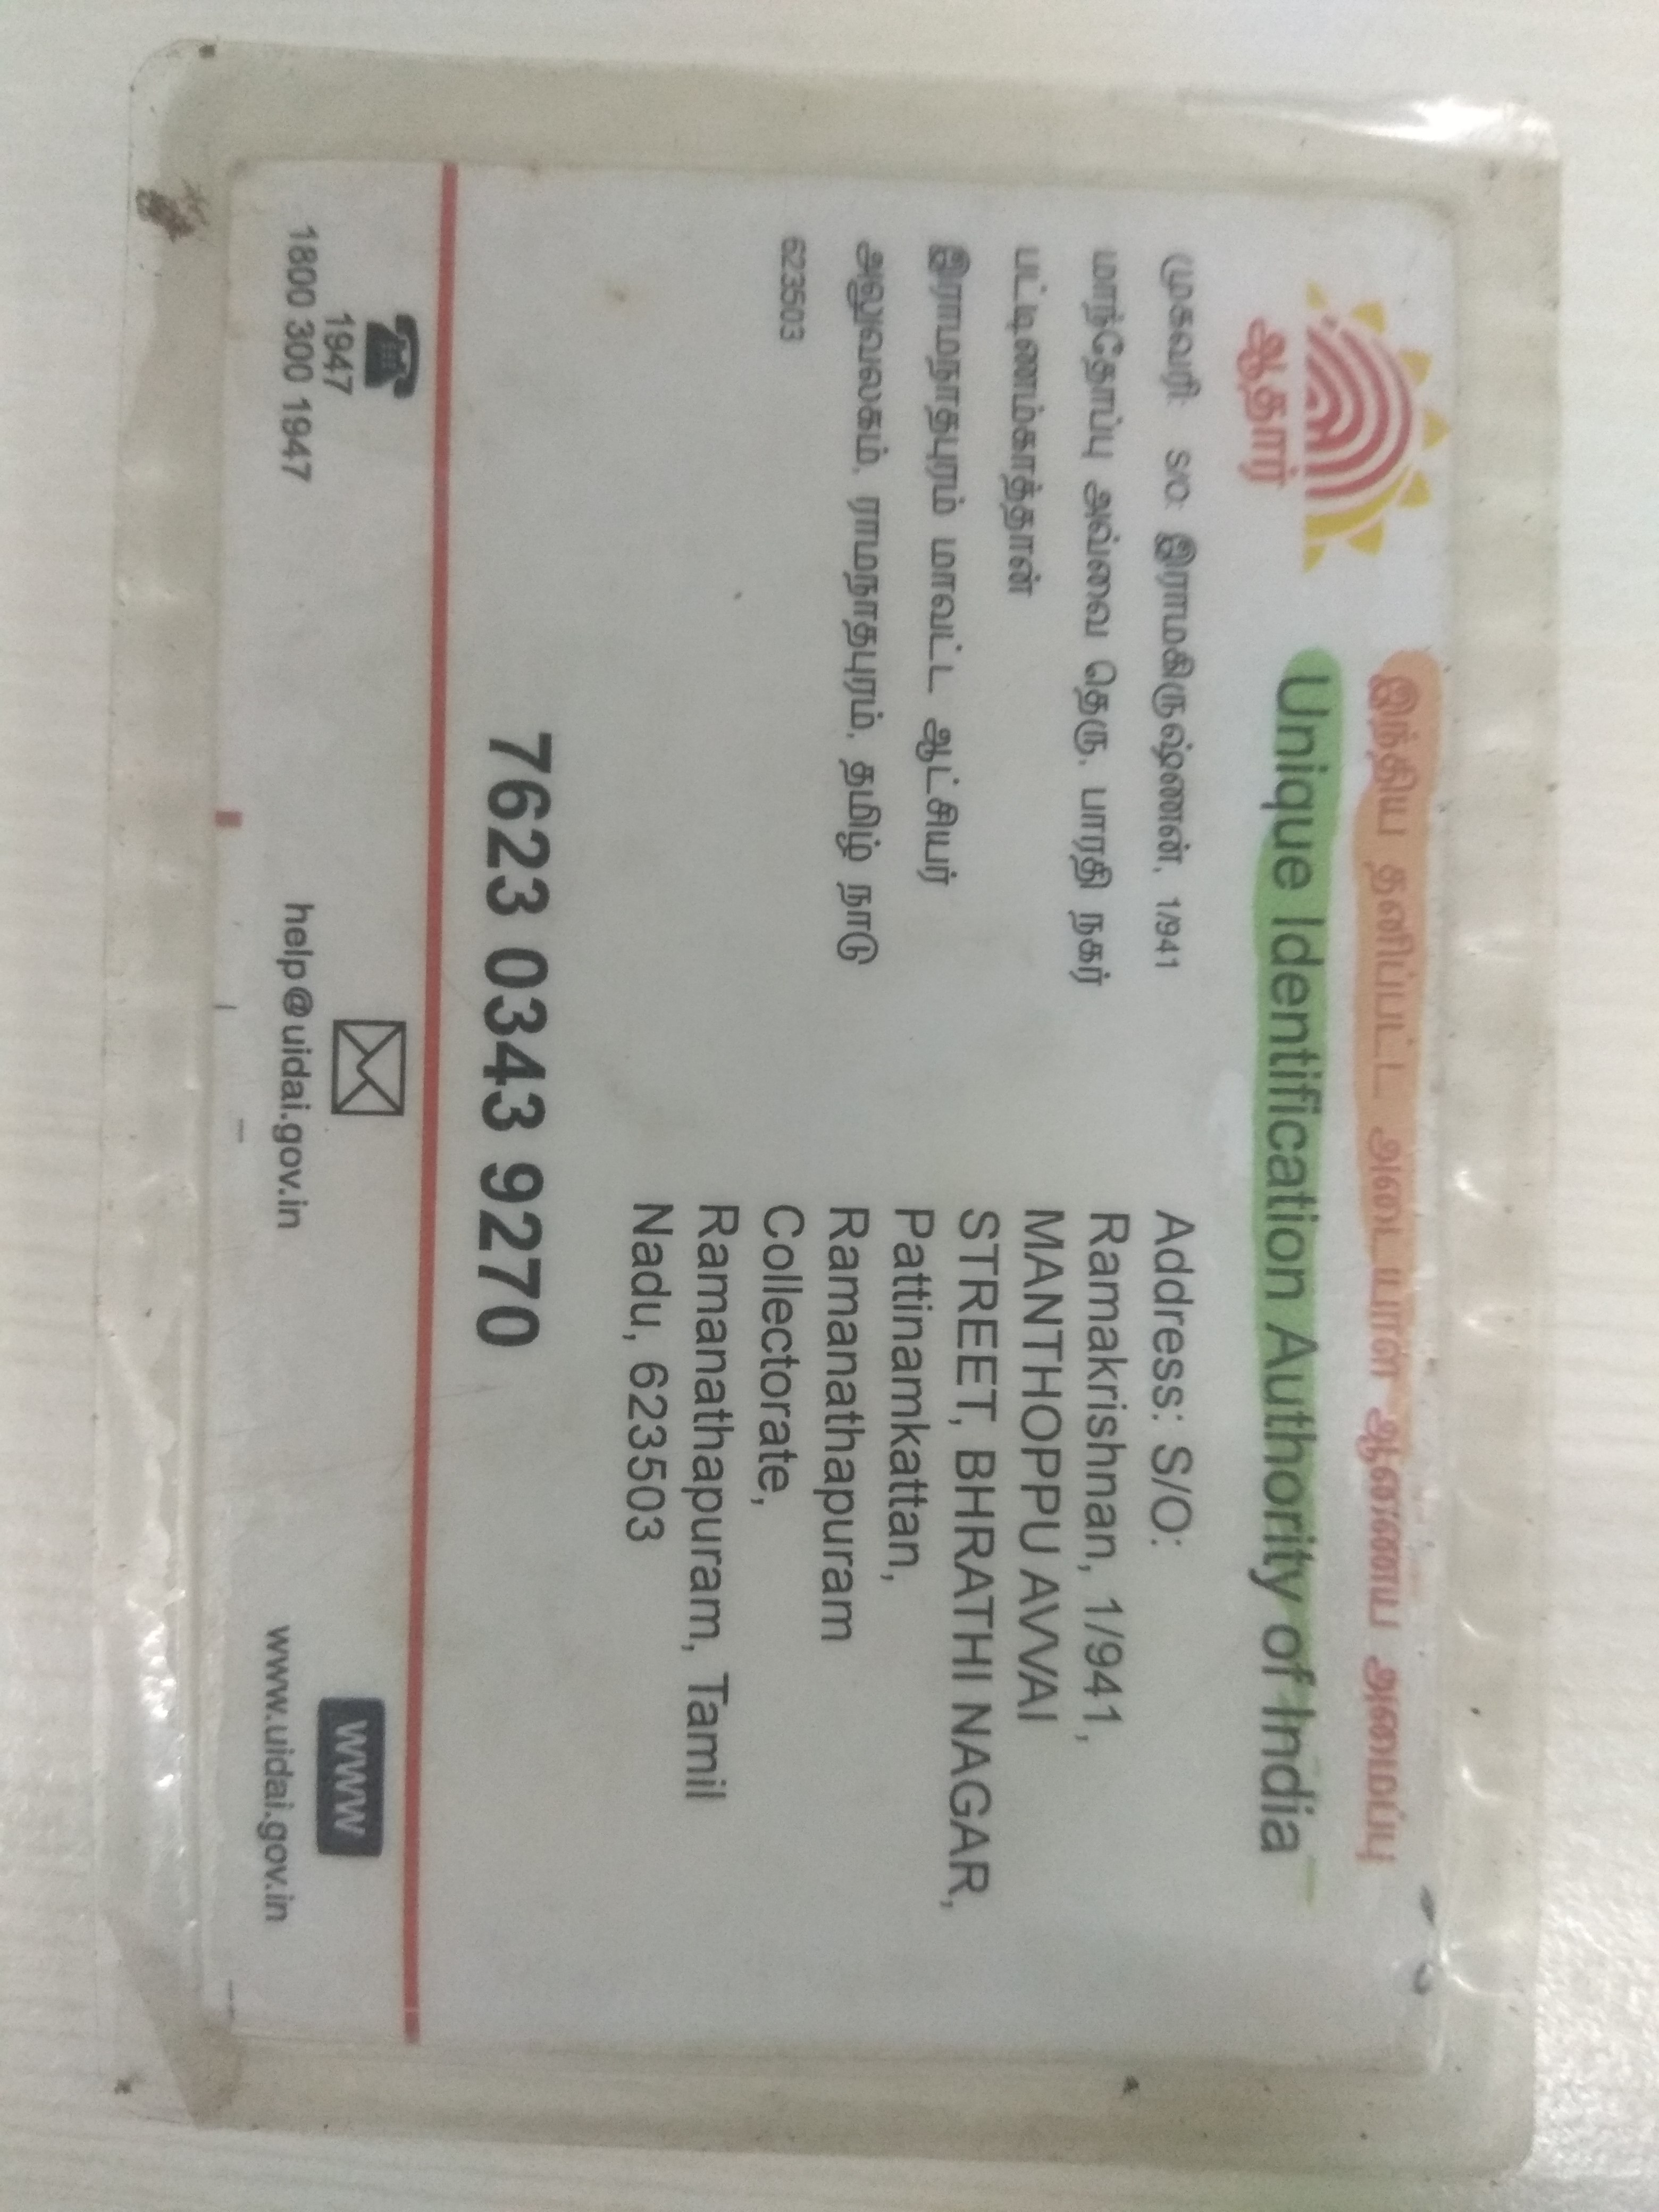 இந்திய தனிப்பட்ட அடையாள ஆணைய அமைப்பு
Unique Identification Authority of India
ஆதார்
முகவரி: S/O: இராமகிருஷ்ணன், 1/941
மாந்தோப்பு அவ்வை தெரு, பாரதி நகர்
பட்டிணம்காத்தான்
இராமநாதபுரம் மாவட்ட ஆட்சியர்
அலுவலகம், ராமநாதபுரம், தமிழ் நாடு
623503
Address: S/O:
Ramakrishnan, 1/941,
MANTHOPPU AVVAI
STREET, BHRATHI NAGAR,
Pattinamkattan,
Ramanathapuram
Collectorate,
Ramanathapuram, Tamil
Nadu, 623503
7623 0343 9270
1947
1800 300 1947
help@uidai.gov.in
www
www.uidai.gov.in